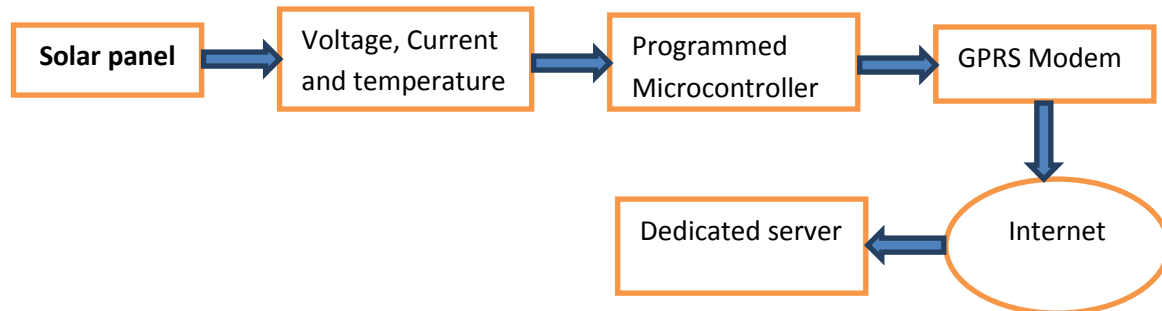 Solar panel
Voltage, Current
and temperature
Programmed
Microcontroller
GPRS Modem
Internet
Dedicated server